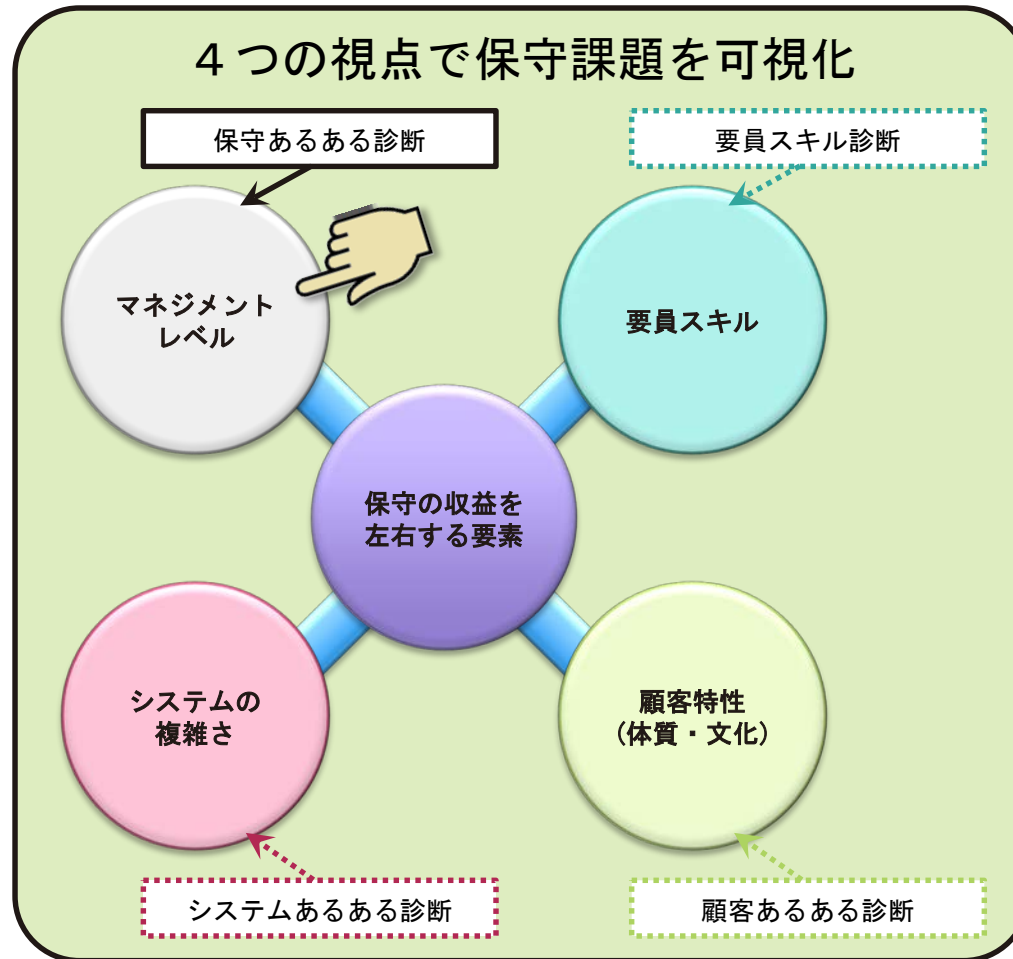 ４つの視点で保守課題を可視化
保守あるある診断
要員スキル診断
マネジメント
レベル
要員スキル
保守の収益を
左右する要素
システムの
複雑さ
顧客特性
(体質・文化)
システムあるある診断
顧客あるある診断